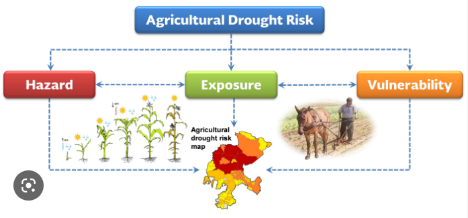 Agricultural Drought Risk
Hazard
Exposure
Vulnerability
Agricultural
drought risk
map